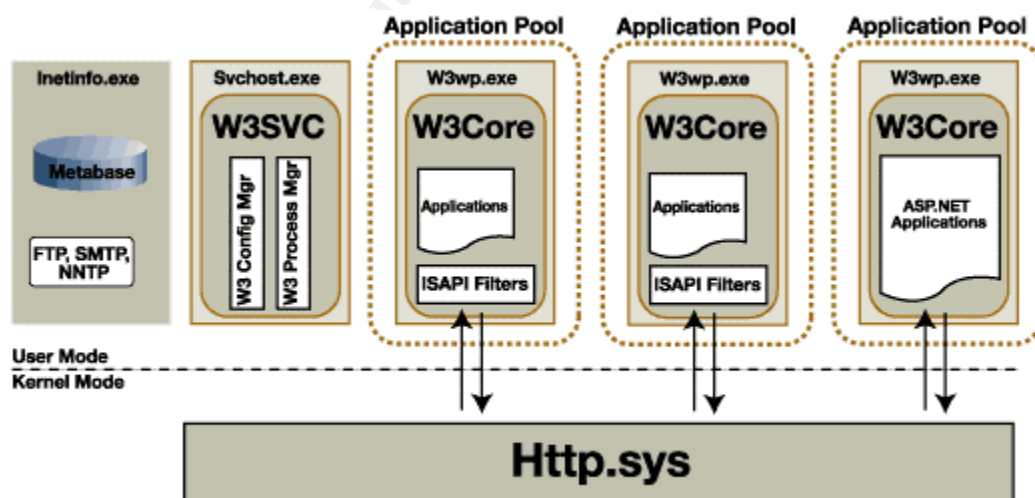 Application Pool
Application Pool
Application Pool
Inetinfo.exe
Svchost.exe
W3wp.exe
W3wp.exe
W3wp.exe
Metabase
FTP, SMTP,
NNTP
W3SVC
W3 Config Mgr
W3 Process Mgr
W3Core
Applications
ISAPI Filters
W3Core
Applications
ISAPI Filters
W3Core
ASP.NET
Applications
User Mode
Kernel Mode
Http.sys